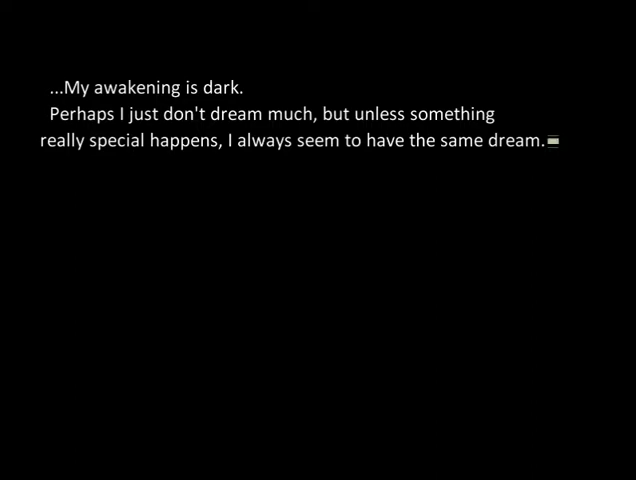 ...My awakening is dark.
Perhaps I just don't dream much, but unless something
really special happens, I always seem to have the same dream.